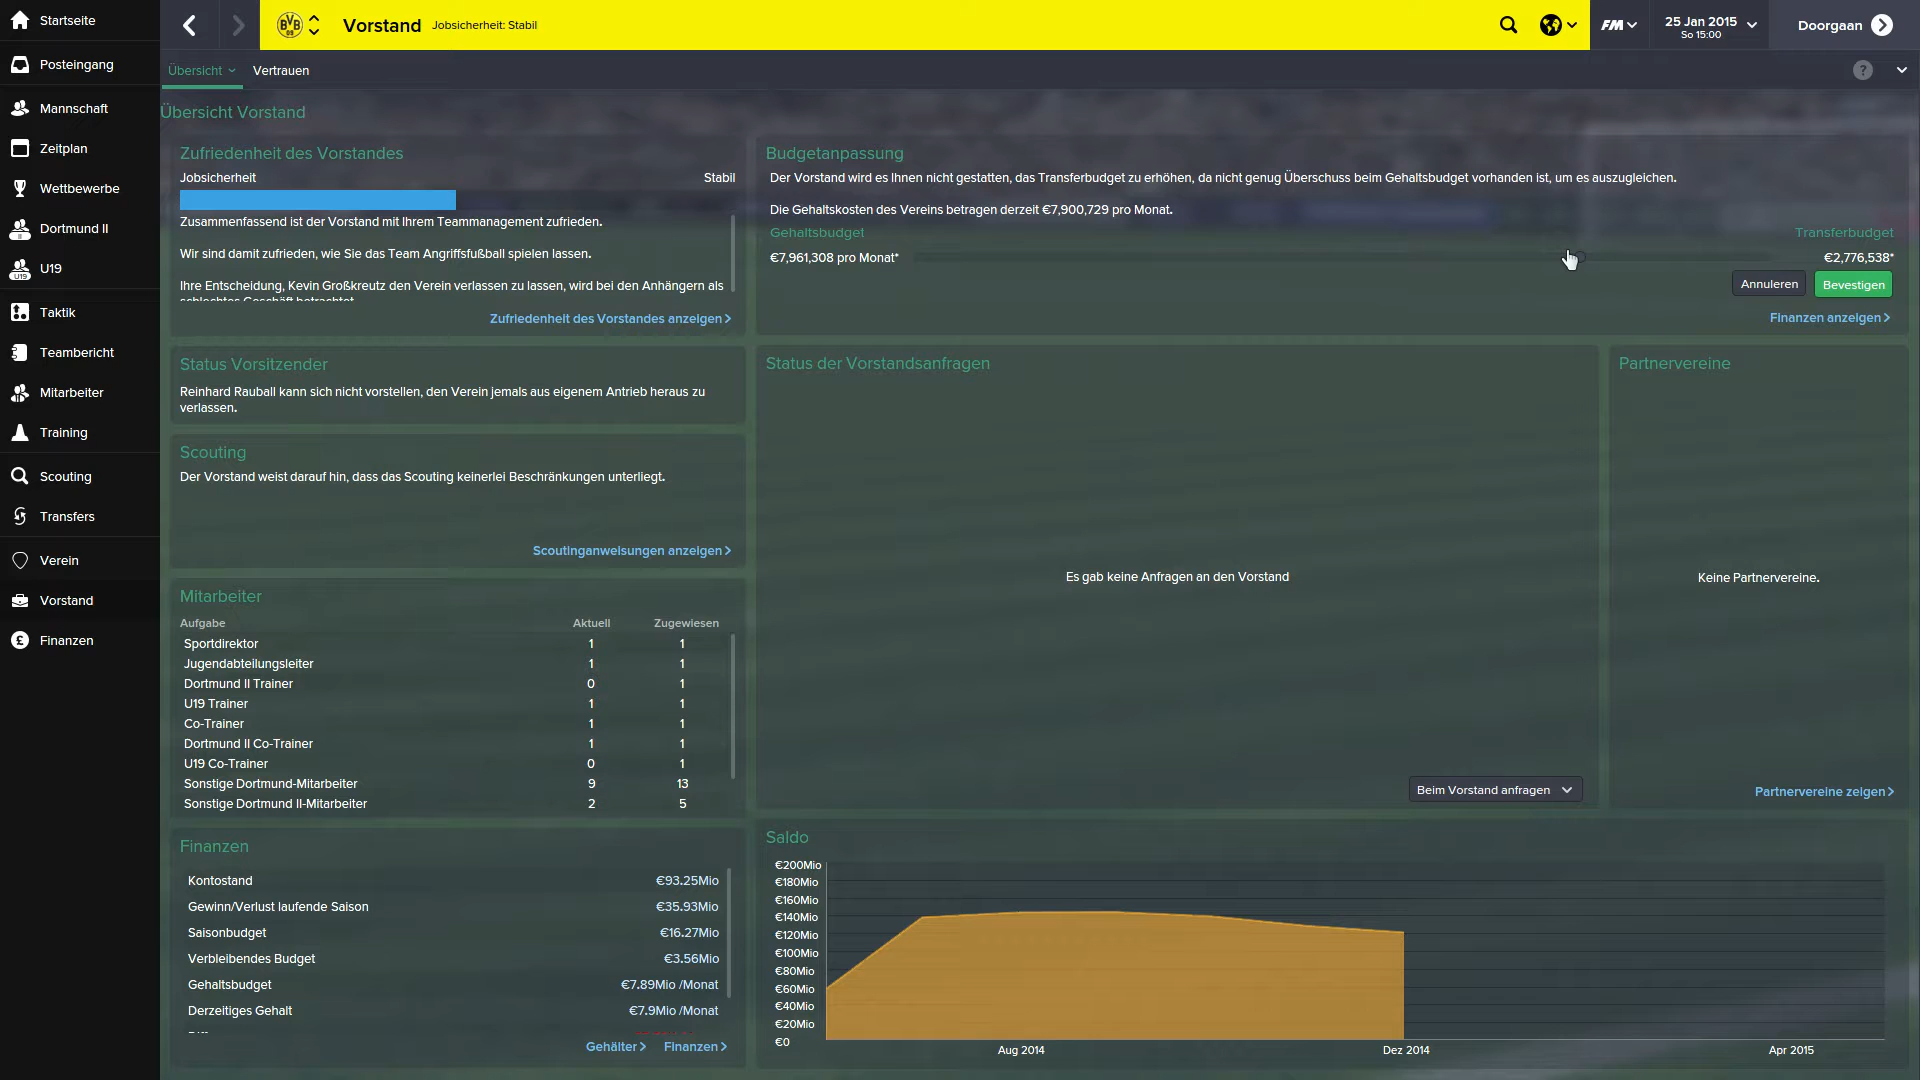 Startseite
Posteingang
Mannschaft
Zeitplan
Wettbewerbe
Dortmund II
U19
Taktik
Teambericht
Mitarbeiter
Training
Scouting
Transfers
Verein
Vorstand
Finanzen
BVB 09
Vorstand Jobsicherheit: Stabil
FM
25 Jan 2015
So 15:00
Doorgaan
Übersicht Vertrauen
?
Übersicht Vorstand
Zufriedenheit des Vorstandes
Jobsicherheit Stabil
Zusammenfassend ist der Vorstand mit Ihrem Teammanagement zufrieden.
Wir sind damit zufrieden, wie Sie das Team Angriffsfußball spielen lassen.
Ihre Entscheidung, Kevin Großkreutz den Verein verlassen zu lassen, wird bei den Anhängern als
schlechtes Geschäft betrachtet.
Zufriedenheit des Vorstandes anzeigen
Budgetanpassung
Der Vorstand wird es Ihnen nicht gestatten, das Transferbudget zu erhöhen, da nicht genug Überschuss beim Gehaltsbudget vorhanden ist, um es auszugleichen.
Die Gehaltskosten des Vereins betragen derzeit €7,900,729 pro Monat.
Gehaltsbudget Transferbudget
€7,961,308 pro Monat* €2,776,538*
Annuleren Bevestigen
Finanzen anzeigen
Status Vorsitzender
Reinhard Rauball kann sich nicht vorstellen, den Verein jemals aus eigenem Antrieb heraus zu
verlassen.
Scouting
Der Vorstand weist darauf hin, dass das Scouting keinerlei Beschränkungen unterliegt.
Scoutinganweisungen anzeigen
Status der Vorstandsanfragen
Es gab keine Anfragen an den Vorstand
Beim Vorstand anfragen
Partnervereine
Keine Partnervereine.
Partnervereine zeigen
Mitarbeiter
Aufgabe Aktuell Zugewiesen
Sportdirektor 1 1
Jugendabteilungsleiter 1 1
Dortmund II Trainer 0 1
U19 Trainer 1 1
Co-Trainer 1 1
Dortmund II Co-Trainer 1 1
U19 Co-Trainer 0 1
Sonstige Dortmund-Mitarbeiter 9 13
Sonstige Dortmund II-Mitarbeiter 2 5
Finanzen
Kontostand €93.25Mio
Gewinn/Verlust laufende Saison €35.93Mio
Saisonbudget €16.27Mio
Verbleibendes Budget €3.56Mio
Gehaltsbudget €7.89Mio /Monat
Derzeitiges Gehalt €7.9Mio /Monat
Gehälter Finanzen
Saldo
€200Mio
€180Mio
€160Mio
€140Mio
€120Mio
€100Mio
€80Mio
€60Mio
€40Mio
€20Mio
€0
Aug 2014 Dez 2014 Apr 2015